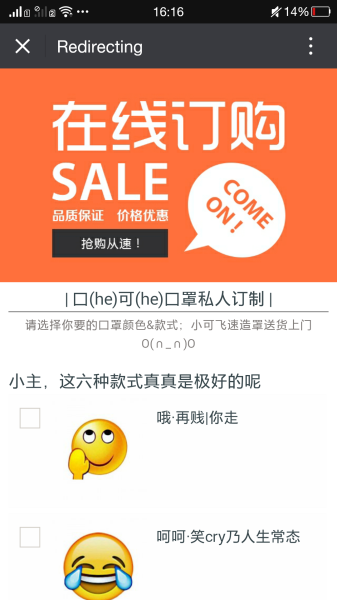 16:16
14%
Redirecting
在线订购
SALE
COME
ON!
品质保证 价格优惠
抢购从速！
| 口(he)可(he)口罩私人订制 |
请选择你要的口罩颜色&款式；小可飞速造罩送货上门
O(∩_∩)O
小主，这六种款式真真是极好的呢
哦·再贱|你走
呵呵·笑cry乃人生常态